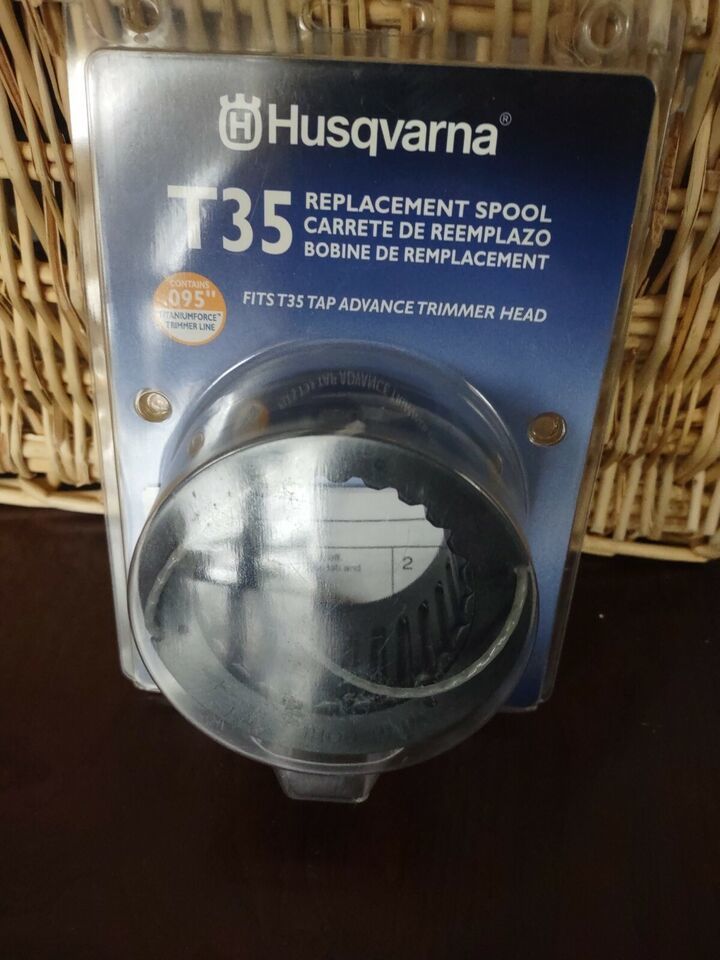 Husqvarna®
T35
REPLACEMENT SPOOL
CARRETE DE REEMPLAZO
BOBINE DE REMPLACEMENT
CONTAINS
.095"
TITANIUMFORCE™
TRIMMER LINE
FITS T35 TAP ADVANCE TRIMMER HEAD
and
2